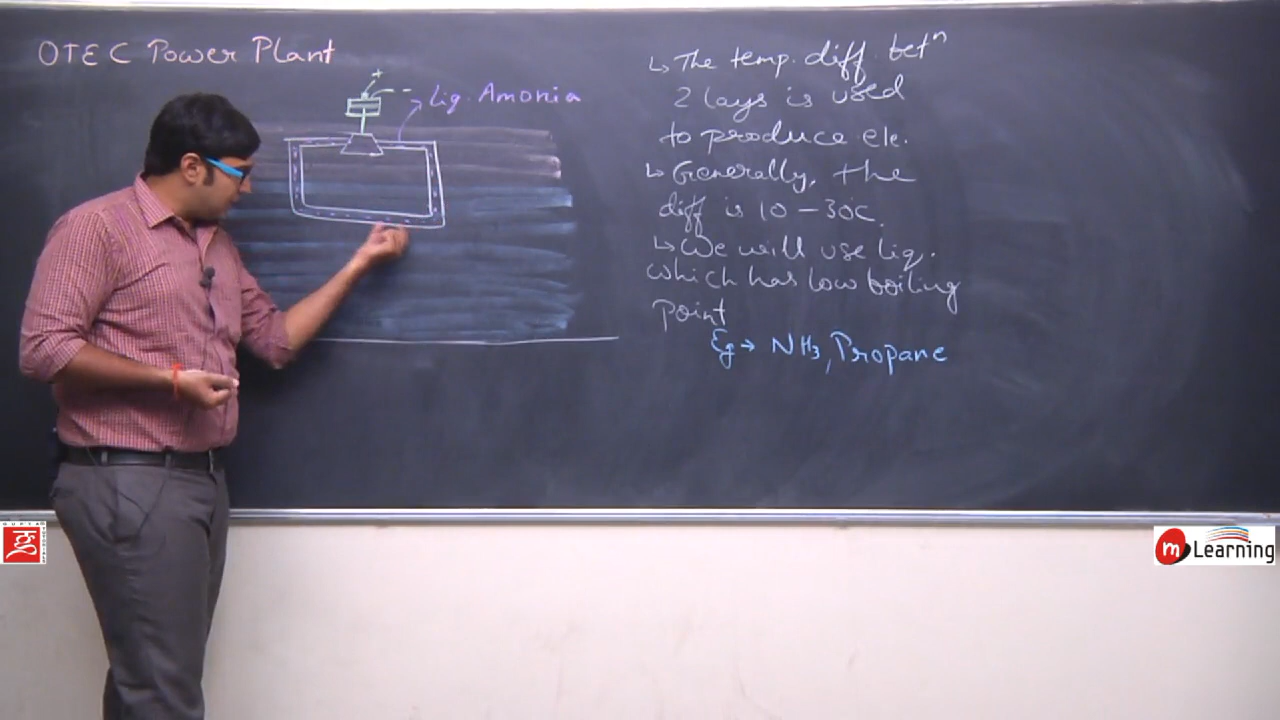 OTEC Power Plant
+
- -
Liq. Amonia
↳ The temp. diff. betⁿ
2 lays is used
to produce ele.
↳ Generally, the
diff is 10 - 30c.
↳ We will use liq.
which has low boiling
point
Eg → NH3, Propane
m Learning